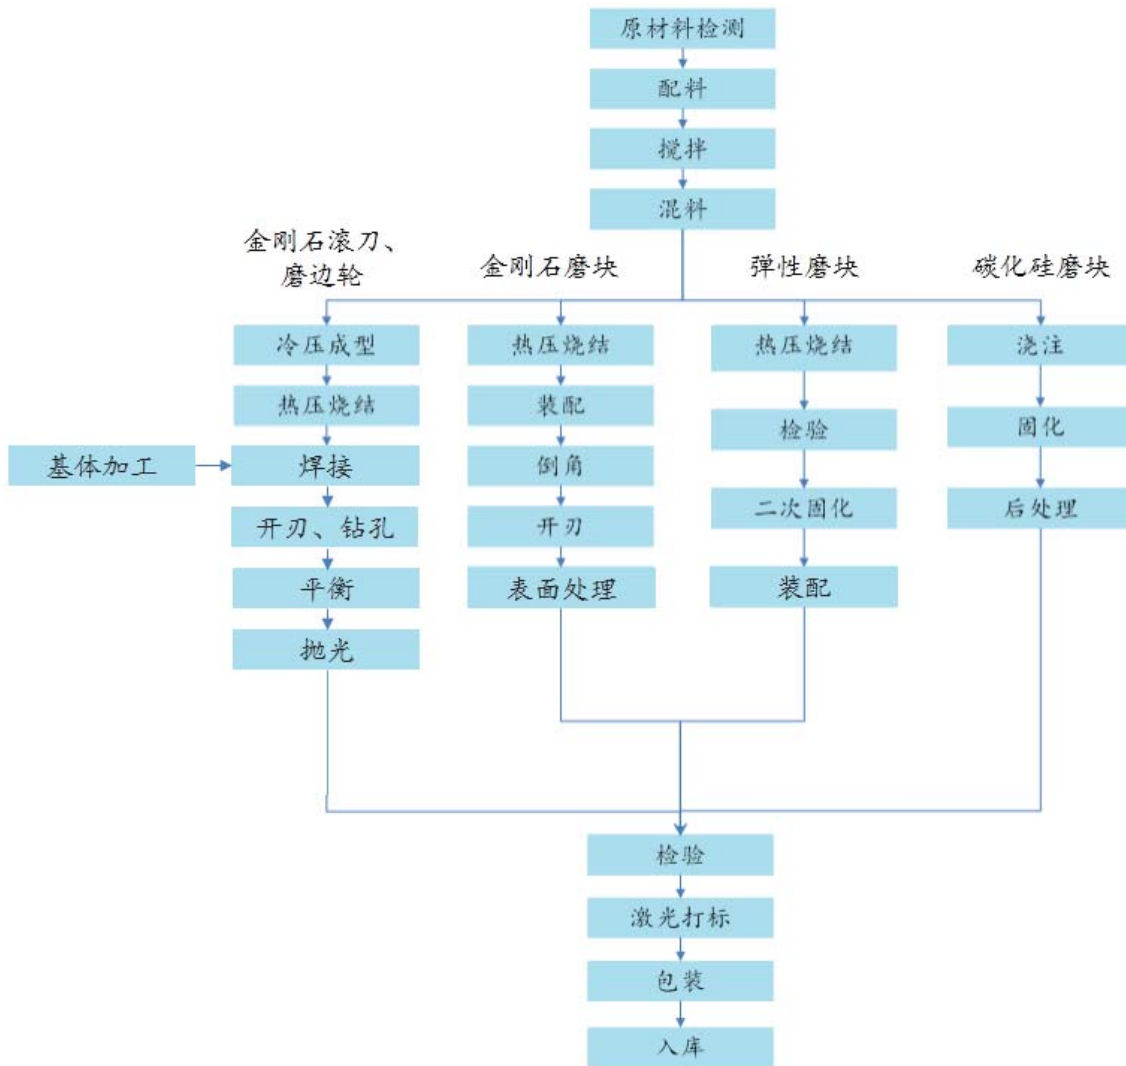 原材料检测
配料
搅拌
混料
金刚石滚刀、
磨边轮
金刚石磨块
弹性磨块
碳化硅磨块
冷压成型
热压烧结
热压烧结
浇注
热压烧结
装配
检验
固化
基体加工
焊接
倒角
开刃、钻孔
开刃
二次固化
后处理
平衡
表面处理
装配
抛光
检验
激光打标
包装
入库